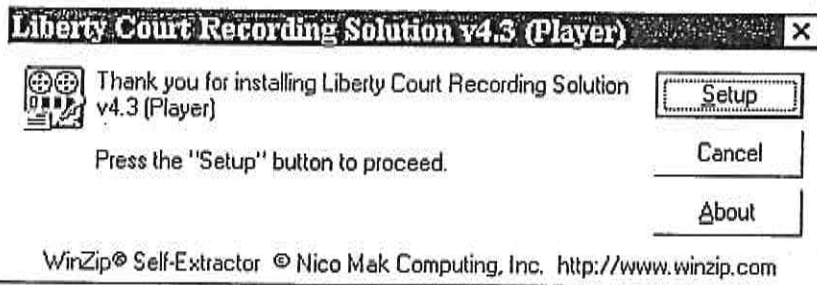 Liberty Court Recording Solution v4.3 (Player)
Thank you for installing Liberty Court Recording Solution
v4.3 (Player)
Press the "Setup" button to proceed.
Setup
Cancel
About
WinZip® Self-Extractor © Nico Mak Computing, Inc. http://www.winzip.com